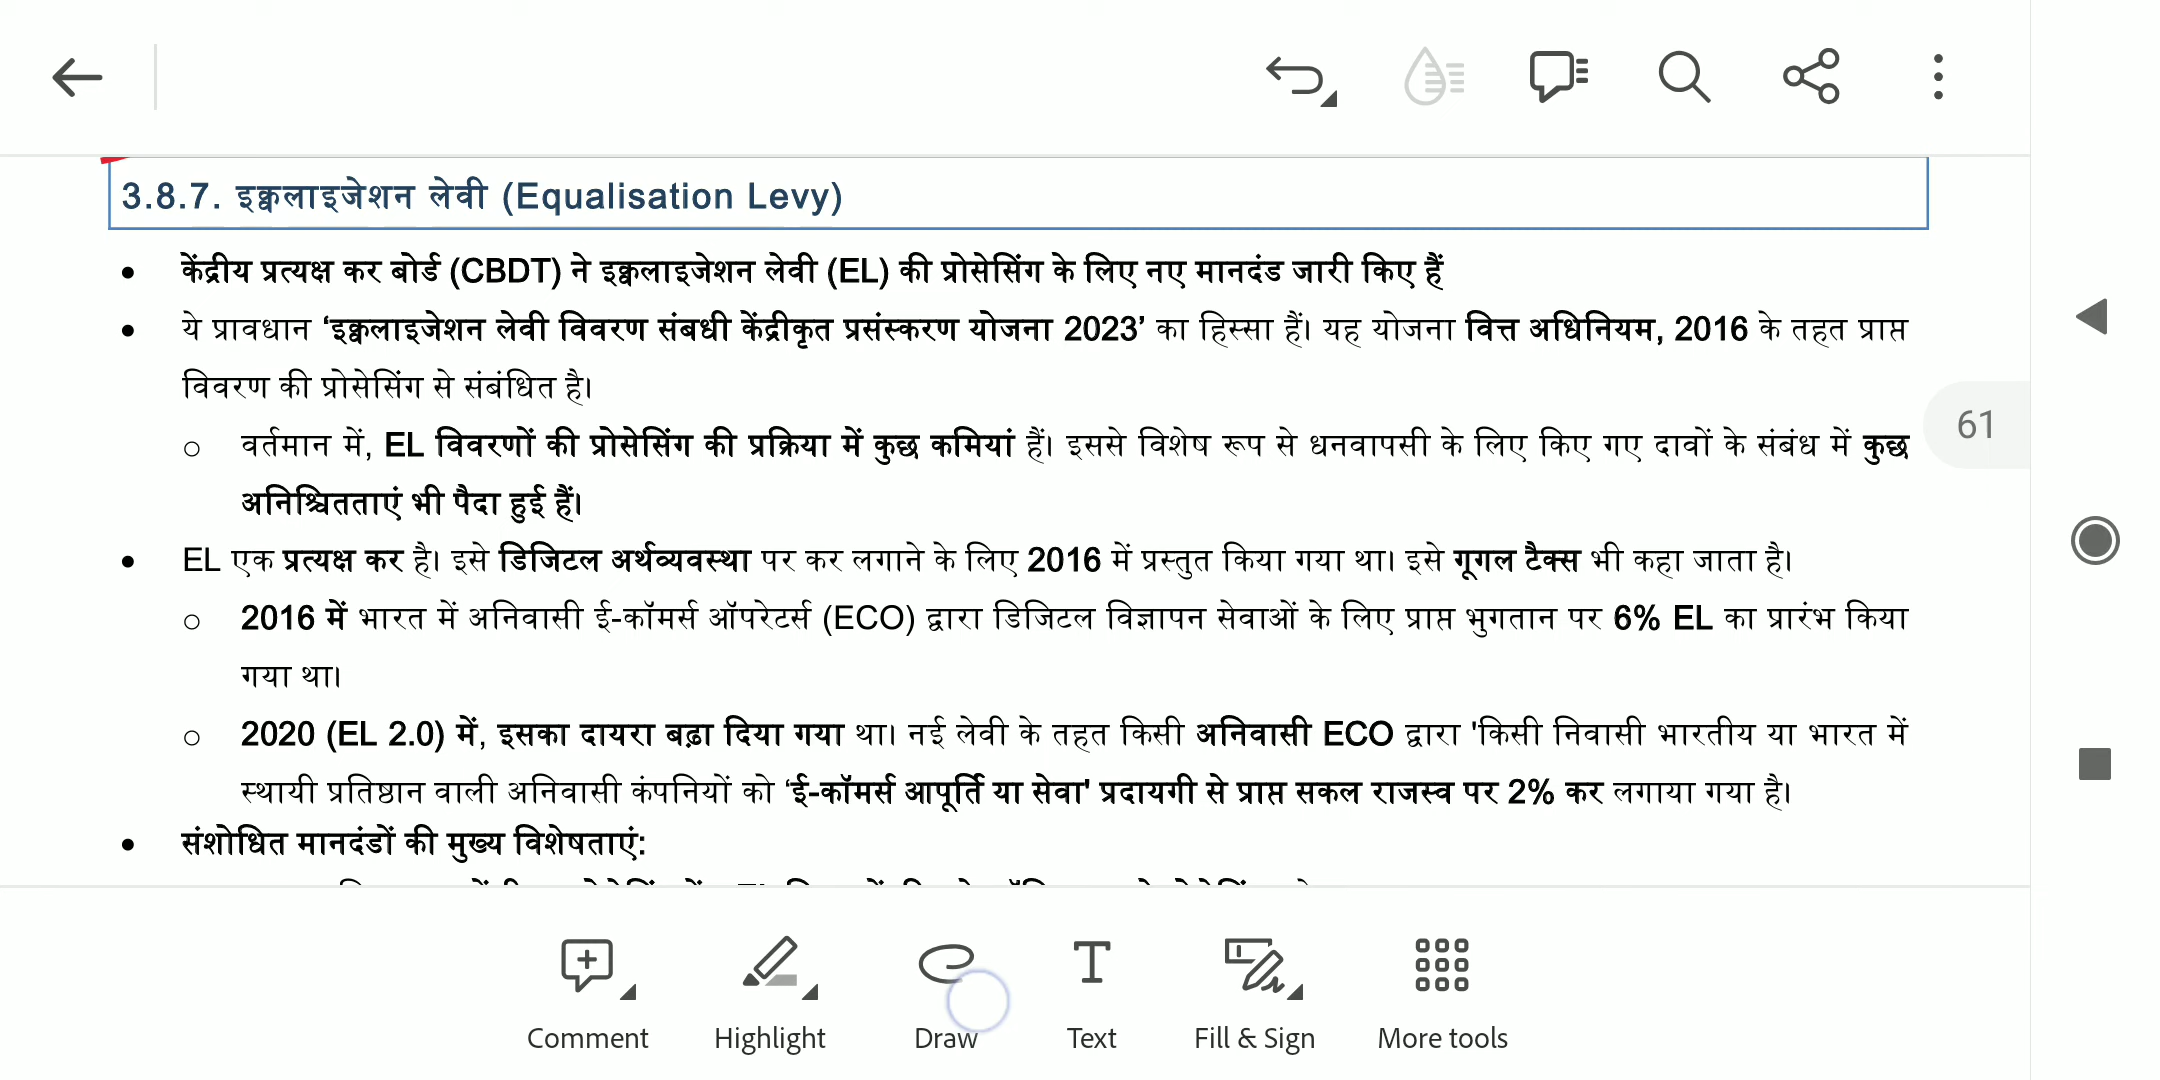 3.8.7. इक्वलाइजेशन लेवी (Equalisation Levy)
• केंद्रीय प्रत्यक्ष कर बोर्ड (CBDT) ने इक्वलाइजेशन लेवी (EL) की प्रोसेसिंग के लिए नए मानदंड जारी किए हैं
• ये प्रावधान ‘इक्वलाइजेशन लेवी विवरण संबधी केंद्रीकृत प्रसंस्करण योजना 2023’ का हिस्सा हैं। यह योजना वित्त अधिनियम, 2016 के तहत प्राप्त
विवरण की प्रोसेसिंग से संबंधित है।
61
○ वर्तमान में, EL विवरणों की प्रोसेसिंग की प्रक्रिया में कुछ कमियां हैं। इससे विशेष रूप से धनवापसी के लिए किए गए दावों के संबंध में कुछ
अनिश्चितताएं भी पैदा हुई हैं।
• EL एक प्रत्यक्ष कर है। इसे डिजिटल अर्थव्यवस्था पर कर लगाने के लिए 2016 में प्रस्तुत किया गया था। इसे गूगल टैक्स भी कहा जाता है।
○ 2016 में भारत में अनिवासी ई-कॉमर्स ऑपरेटर्स (ECO) द्वारा डिजिटल विज्ञापन सेवाओं के लिए प्राप्त भुगतान पर 6% EL का प्रारंभ किया
गया था।
○ 2020 (EL 2.0) में, इसका दायरा बढ़ा दिया गया था। नई लेवी के तहत किसी अनिवासी ECO द्वारा 'किसी निवासी भारतीय या भारत में
स्थायी प्रतिष्ठान वाली अनिवासी कंपनियों को ‘ई-कॉमर्स आपूर्ति या सेवा' प्रदायगी से प्राप्त सकल राजस्व पर 2% कर लगाया गया है।
• संशोधित मानदंडों की मुख्य विशेषताएं:
Comment Highlight Draw Text Fill & Sign More tools